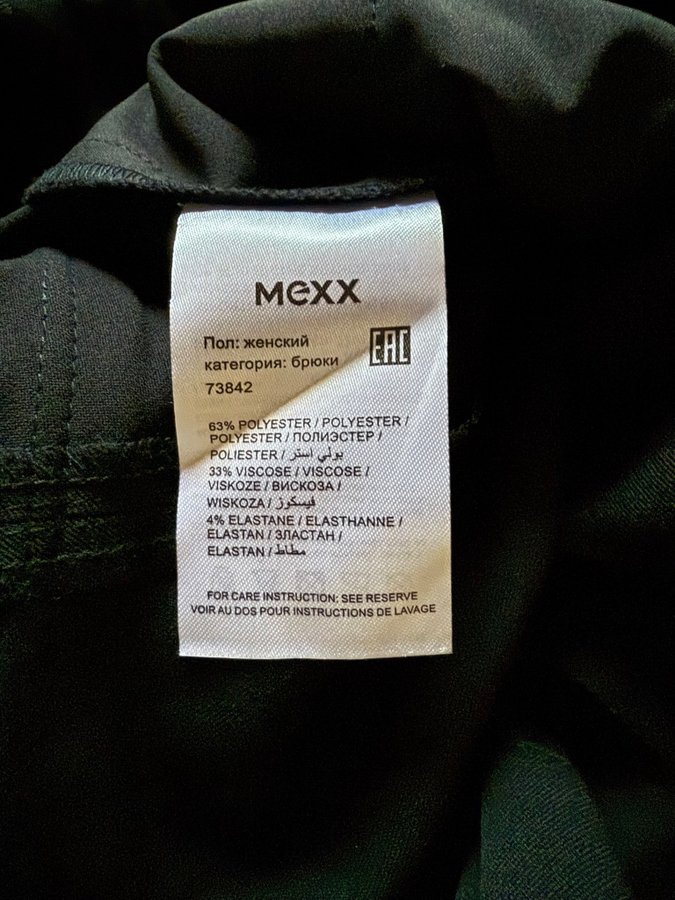 MEXX
Пол: женский
категория: брюки
EAC
73842
63% POLYESTER / POLYESTER /
POLYESTER / ПОЛИЭСТЕР /
POLIESTER / بولي استر
33% VISCOSE / VISCOSE /
VISKOZE / ВИСКОЗА /
WISKOZA / فيسكوز
4% ELASTANE / ELASTHANNE /
ELASTAN / ЗЛАСТАН /
ELASTAN / مطاط
FOR CARE INSTRUCTION: SEE RESERVE
VOIR AU DOS POUR INSTRUCTIONS DE LAVAGE